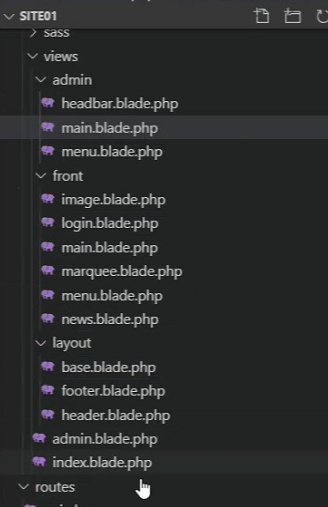 SITE01
sass
views
admin
headbar.blade.php
main.blade.php
menu.blade.php
front
image.blade.php
login.blade.php
main.blade.php
marquee.blade.php
menu.blade.php
news.blade.php
layout
base.blade.php
footer.blade.php
header.blade.php
admin.blade.php
index.blade.php
routes